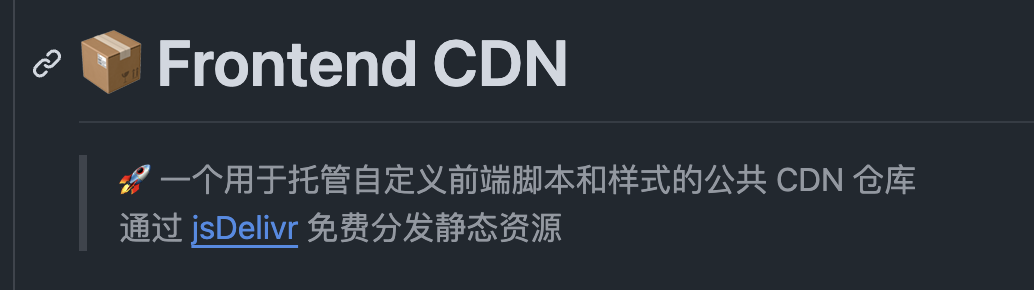 📦 Frontend CDN
🚀 一个用于托管自定义前端脚本和样式的公共 CDN 仓库
通过 jsDelivr 免费分发静态资源